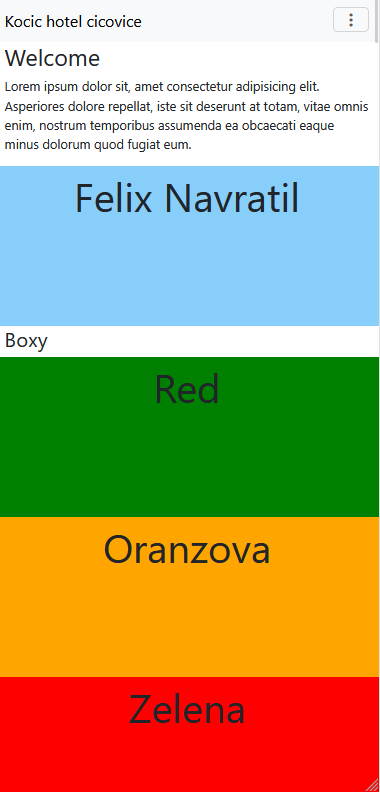 Kocic hotel cicovice
Welcome
Lorem ipsum dolor sit, amet consectetur adipisicing elit.
Asperiores dolore repellat, iste sit deserunt at totam, vitae omnis
enim, nostrum temporibus assumenda ea obcaecati eaque
minus dolorum quod fugiat eum.
Felix Navratil
Boxy
Red
Oranzova
Zelena